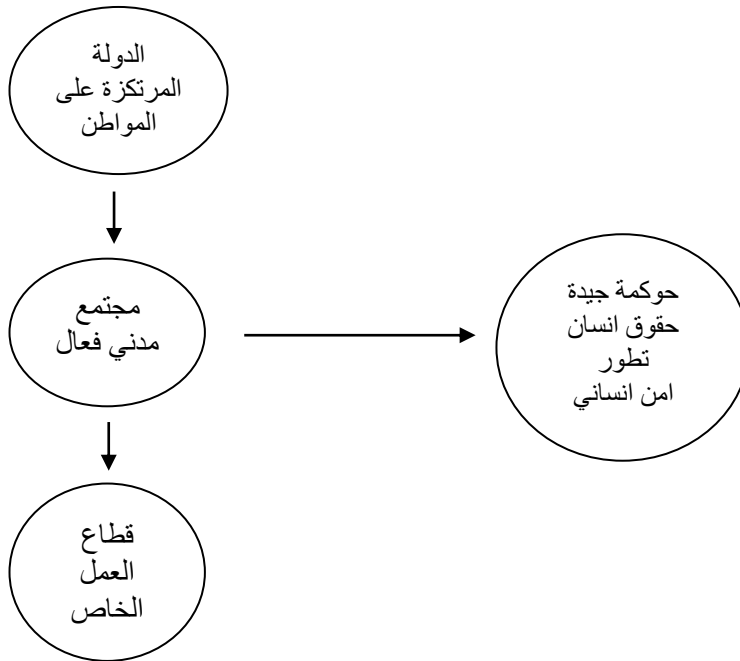 الدولة
المرتكزة على
المواطن
مجتمع
مدني فعال
حوكمة جيدة
حقوق انسان
تطور
امن انساني
قطاع
العمل
الخاص